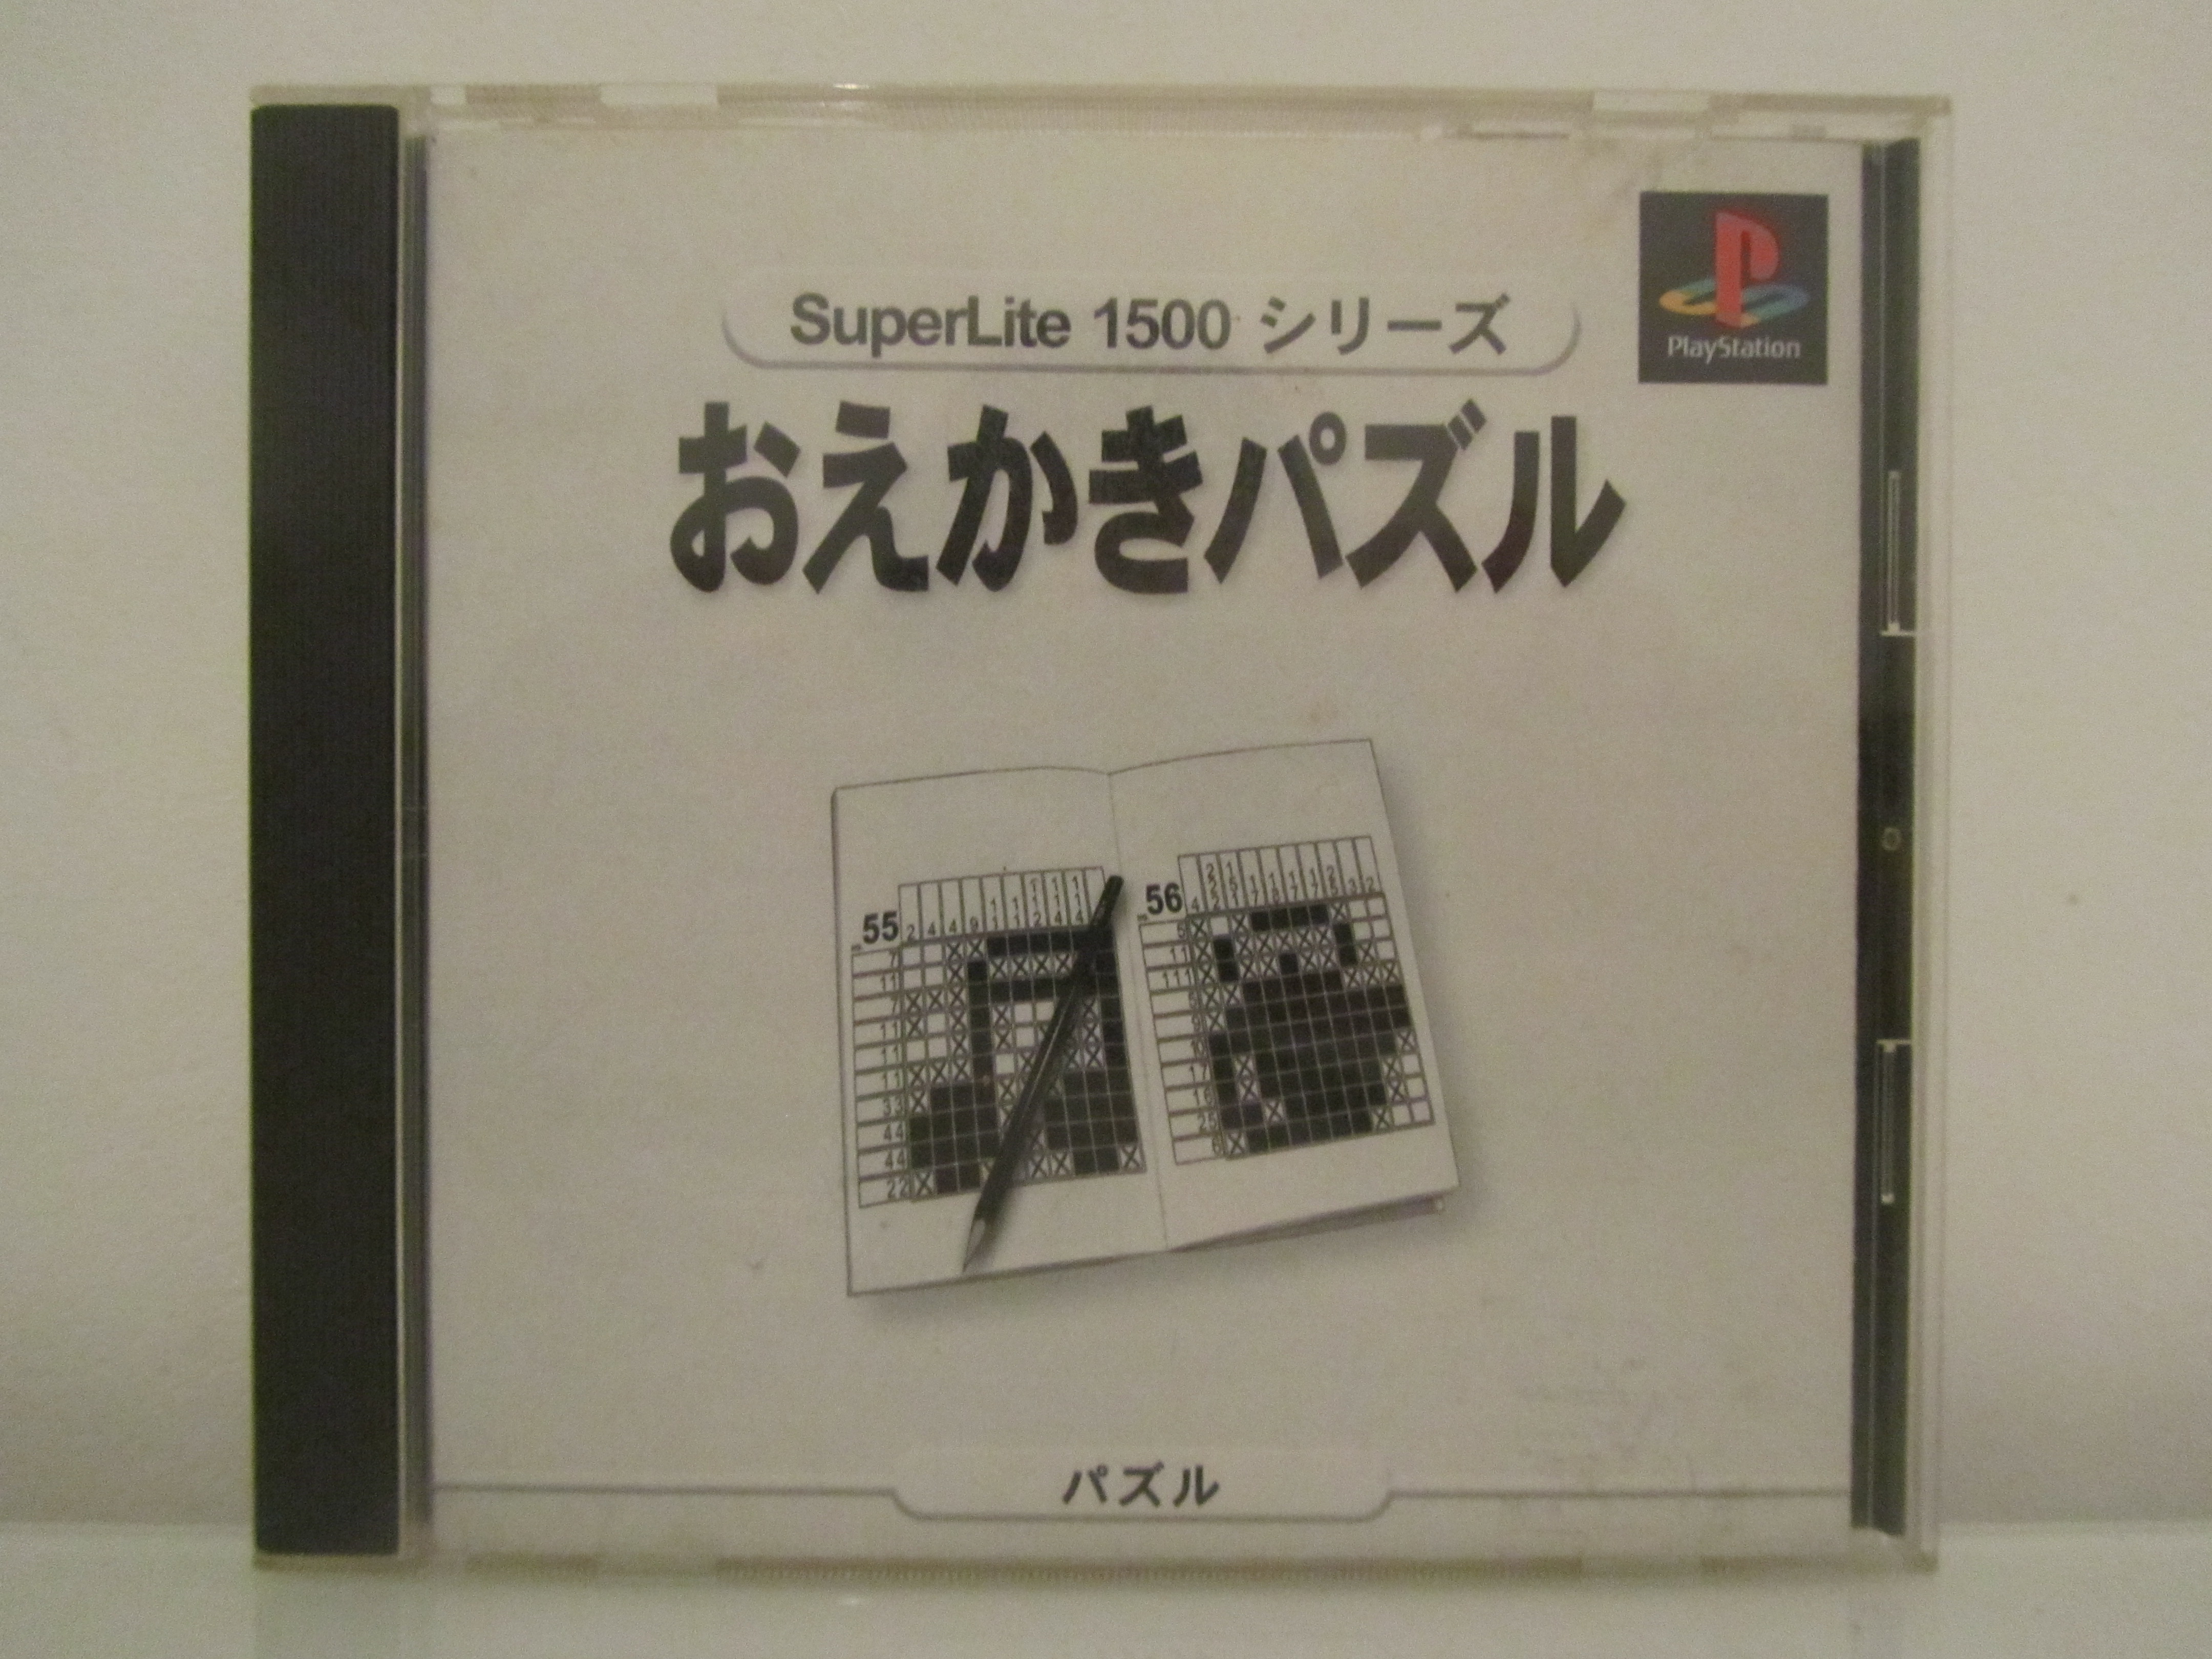 SuperLite 1500 シリーズ
PlayStation
おえかきパズル
55
56
パズル